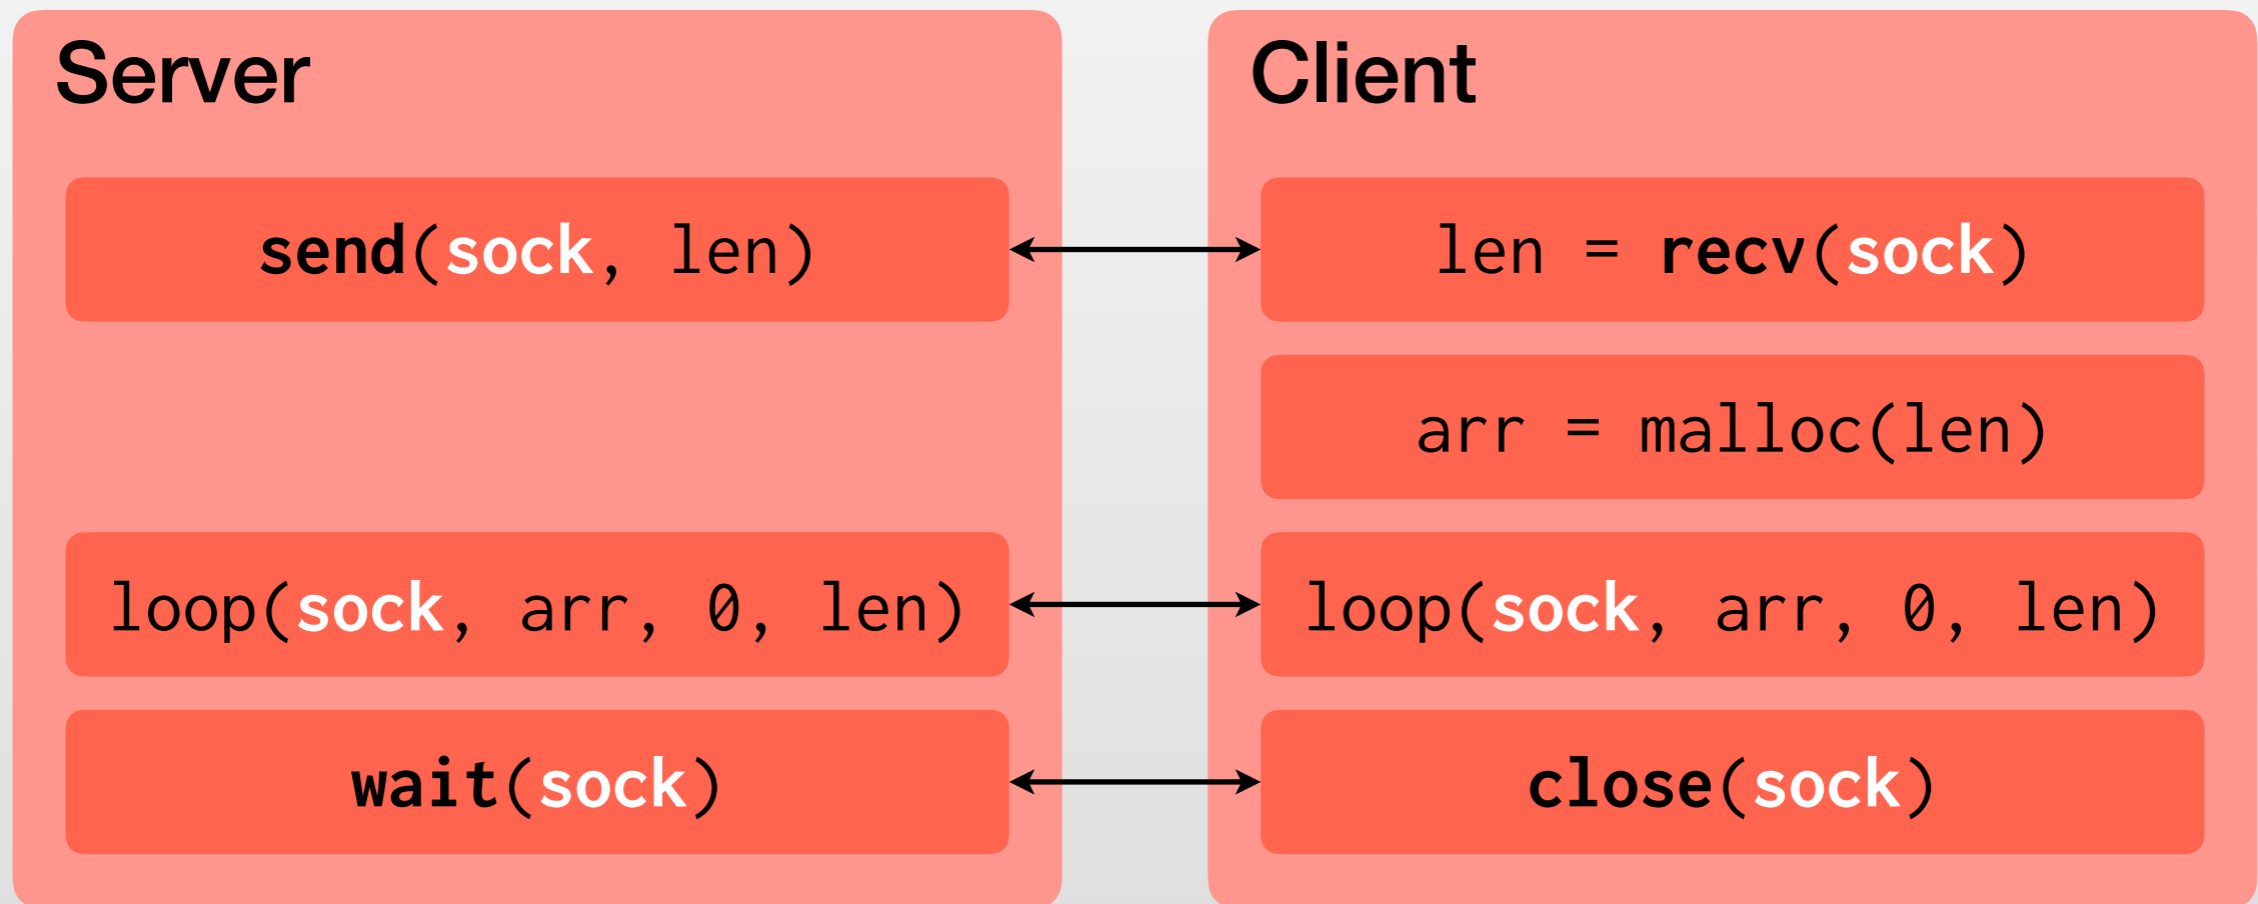 Server
send(sock, len)
loop(sock, arr, 0, len)
wait(sock)
Client
len = recv(sock)
arr = malloc(len)
loop(sock, arr, 0, len)
close(sock)